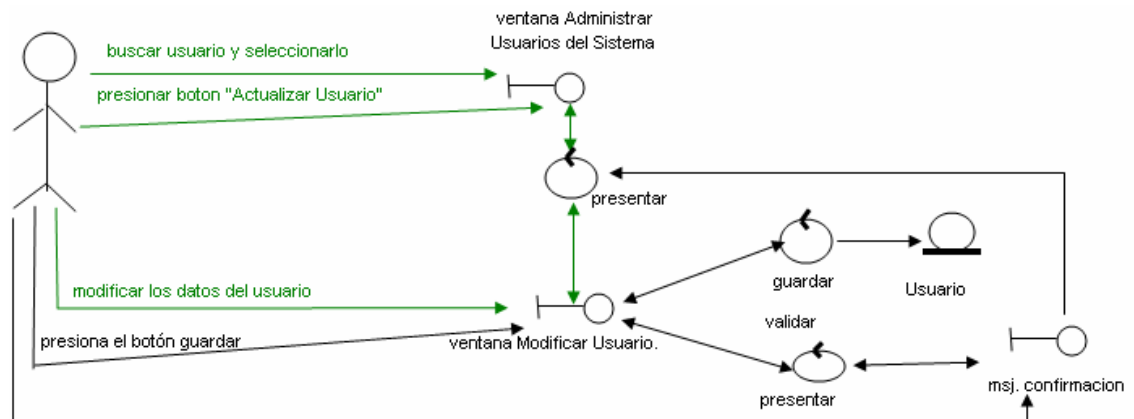 ventana Administrar
Usuarios del Sistema
buscar usuario y seleccionarlo
presionar boton "Actualizar Usuario"
presentar
guardar
Usuario
modificar los datos del usuario
validar
presiona el botón guardar
ventana Modificar Usuario.
msj. confirmacion
presentar